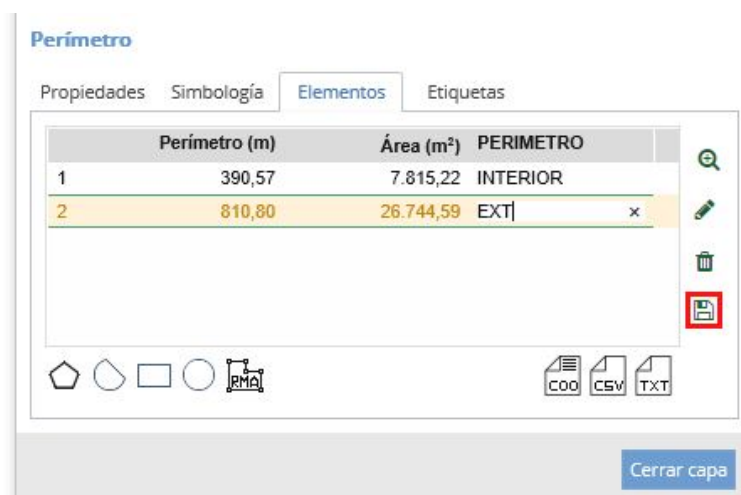 Perímetro
Propiedades Simbología Elementos Etiquetas
Perímetro (m) Área (m²) PERIMETRO
1 390,57 7.815,22 INTERIOR
2 810,80 26.744,59 EXT ×
RMA COO CSV TXT
Cerrar capa